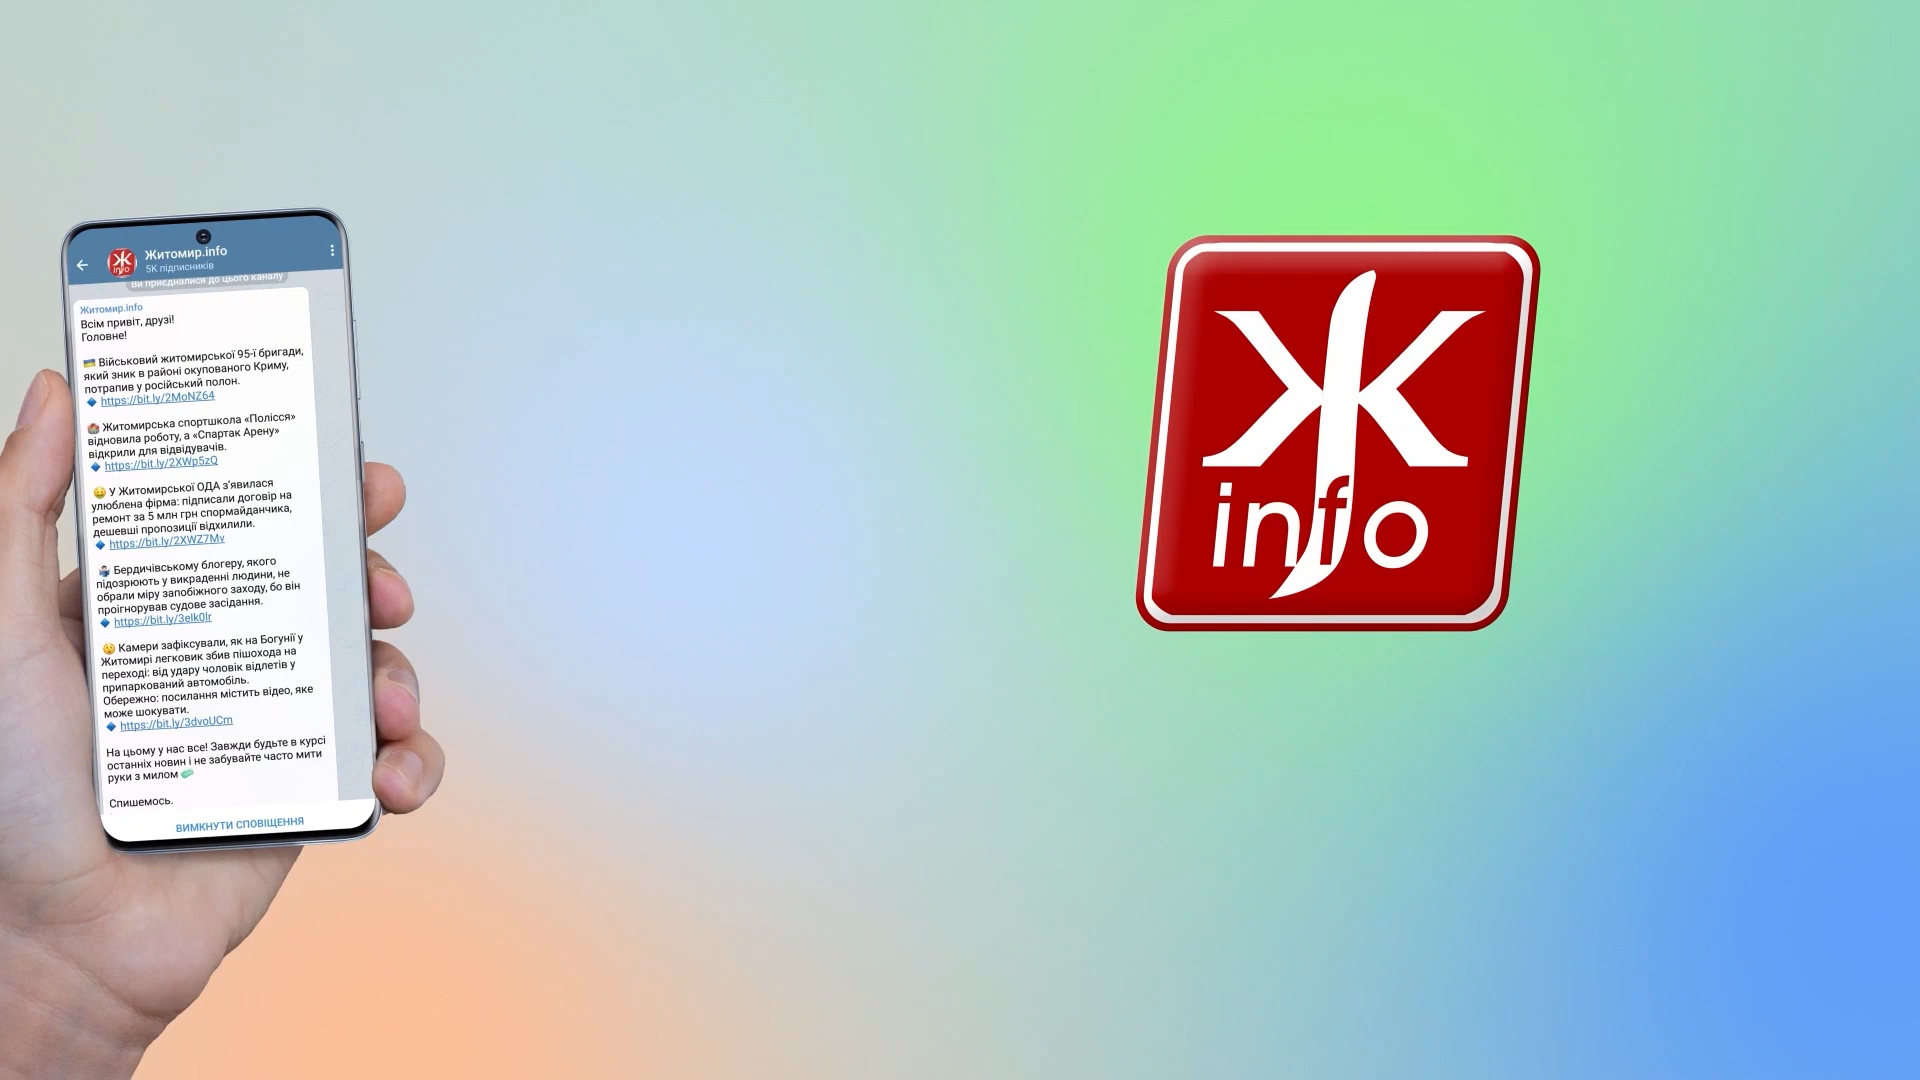 Житомир.info
5K підписників
Ви приєдналися до цього каналу
Житомир.info
Всім привіт, друзі!
Головне!
Військовий житомирської 95-ї бригади,
який зник в районі окупованого Криму,
потрапив у російський полон.
https://bit.ly/2MoNZ64
Житомирська спортшкола «Полісся»
відновила роботу, а «Спартак Арену»
відкрили для відвідувачів.
https://bit.ly/2XWp5zQ
У Житомирської ОДА з’явилася
улюблена фірма: підписали договір на
ремонт за 5 млн грн спормайданчика,
дешевші пропозиції відхилили.
https://bit.ly/2XWZ7Mv
Бердичівському блогеру, якого
підозрюють у викраденні людини, не
обрали міру запобіжного заходу, бо він
проігнорував судове засідання.
https://bit.ly/3eIk0lr
Камери зафіксували, як на Богунії у
Житомирі легковик збив пішохода на
переході: від удару чоловік відлетів у
припаркований автомобіль.
Обережно: посилання містить відео, яке
може шокувати.
https://bit.ly/3dvoUCm
На цьому у нас все! Завжди будьте в курсі
останніх новин і не забувайте часто мити
руки з милом
Спишемось.
ВИМКНУТИ СПОВІЩЕННЯ
Ж
info